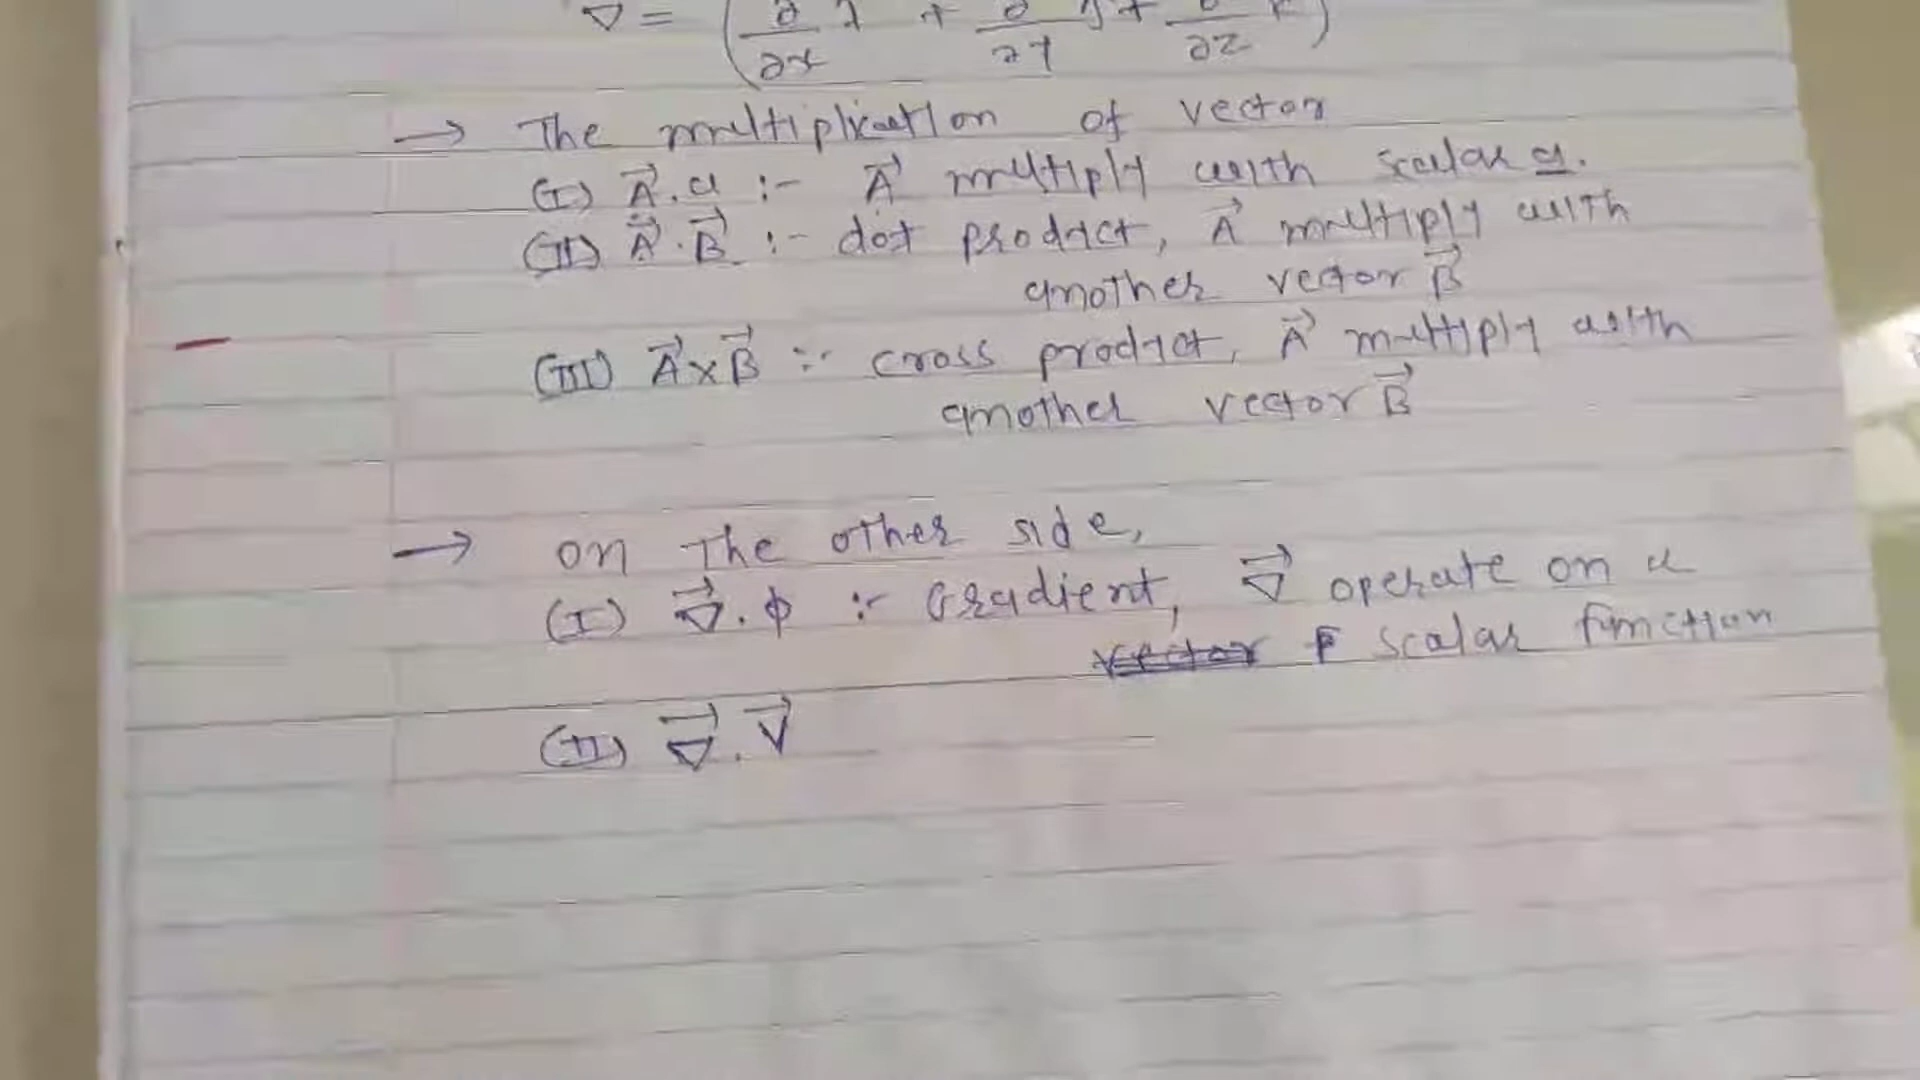 ∇ = (∂/∂x î + ∂/∂y ĵ + ∂/∂z k̂)
→ The multiplication of vector
(I) A⃗.a :- A⃗ multiply with scalar a.
(II) A⃗.B⃗ :- dot product, A⃗ multiply with
another vector B⃗
(III) A⃗×B⃗ :- cross product, A⃗ multiply with
another vector B⃗
→ on The other side,
(I) ∇⃗.ϕ :- Gradient, ∇⃗ operate on a
scalar function
(II) ∇⃗.V⃗